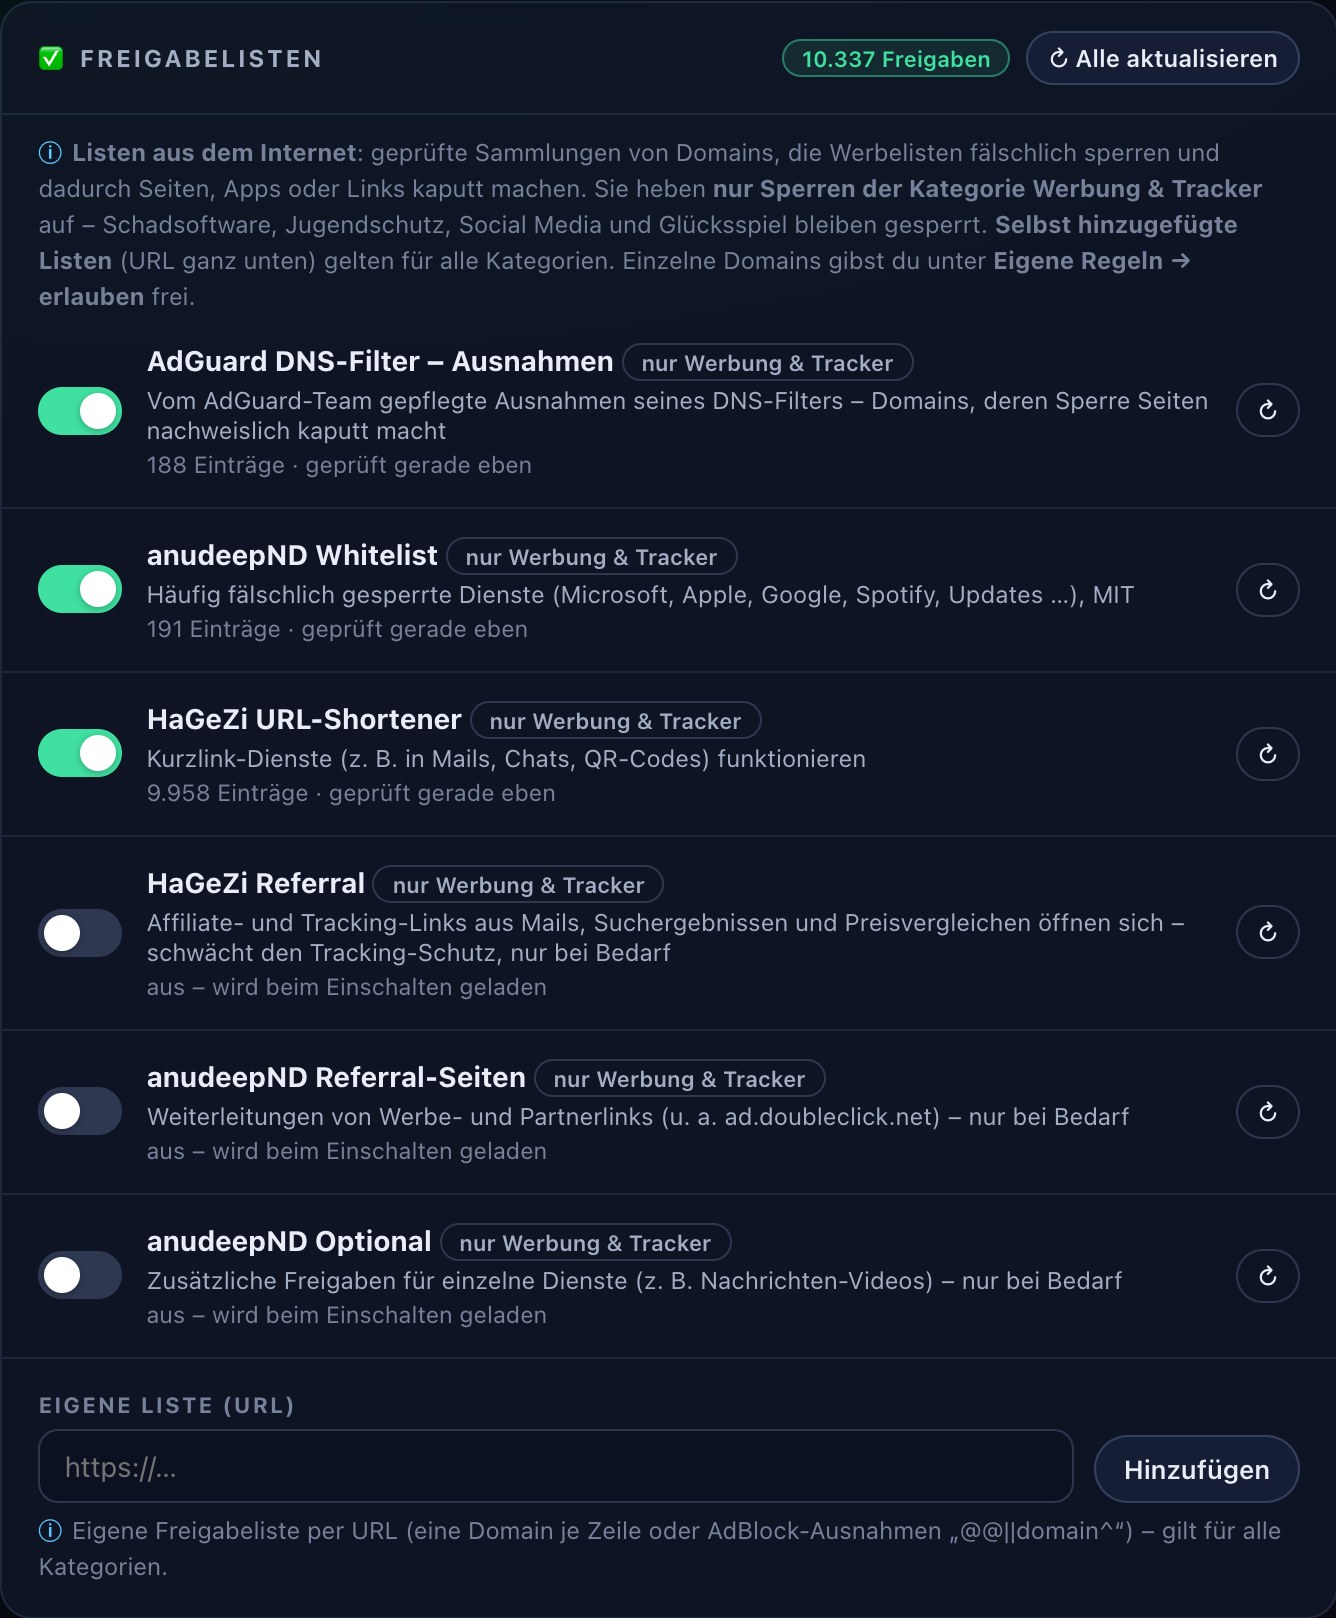 ✅ FREIGABELISTEN
10.337 Freigaben
↻ Alle aktualisieren
ⓘ Listen aus dem Internet: geprüfte Sammlungen von Domains, die Werbelisten fälschlich sperren und
dadurch Seiten, Apps oder Links kaputt machen. Sie heben nur Sperren der Kategorie Werbung & Tracker
auf – Schadsoftware, Jugendschutz, Social Media und Glücksspiel bleiben gesperrt. Selbst hinzugefügte
Listen (URL ganz unten) gelten für alle Kategorien. Einzelne Domains gibst du unter Eigene Regeln →
erlauben frei.
AdGuard DNS-Filter – Ausnahmen nur Werbung & Tracker
Vom AdGuard-Team gepflegte Ausnahmen seines DNS-Filters – Domains, deren Sperre Seiten
nachweislich kaputt macht
188 Einträge · geprüft gerade eben
anudeepND Whitelist nur Werbung & Tracker
Häufig fälschlich gesperrte Dienste (Microsoft, Apple, Google, Spotify, Updates …), MIT
191 Einträge · geprüft gerade eben
HaGeZi URL-Shortener nur Werbung & Tracker
Kurzlink-Dienste (z. B. in Mails, Chats, QR-Codes) funktionieren
9.958 Einträge · geprüft gerade eben
HaGeZi Referral nur Werbung & Tracker
Affiliate- und Tracking-Links aus Mails, Suchergebnissen und Preisvergleichen öffnen sich –
schwächt den Tracking-Schutz, nur bei Bedarf
aus – wird beim Einschalten geladen
anudeepND Referral-Seiten nur Werbung & Tracker
Weiterleitungen von Werbe- und Partnerlinks (u. a. ad.doubleclick.net) – nur bei Bedarf
aus – wird beim Einschalten geladen
anudeepND Optional nur Werbung & Tracker
Zusätzliche Freigaben für einzelne Dienste (z. B. Nachrichten-Videos) – nur bei Bedarf
aus – wird beim Einschalten geladen
EIGENE LISTE (URL)
https://…
Hinzufügen
ⓘ Eigene Freigabeliste per URL (eine Domain je Zeile oder AdBlock-Ausnahmen „@@||domain^“) – gilt für alle
Kategorien.